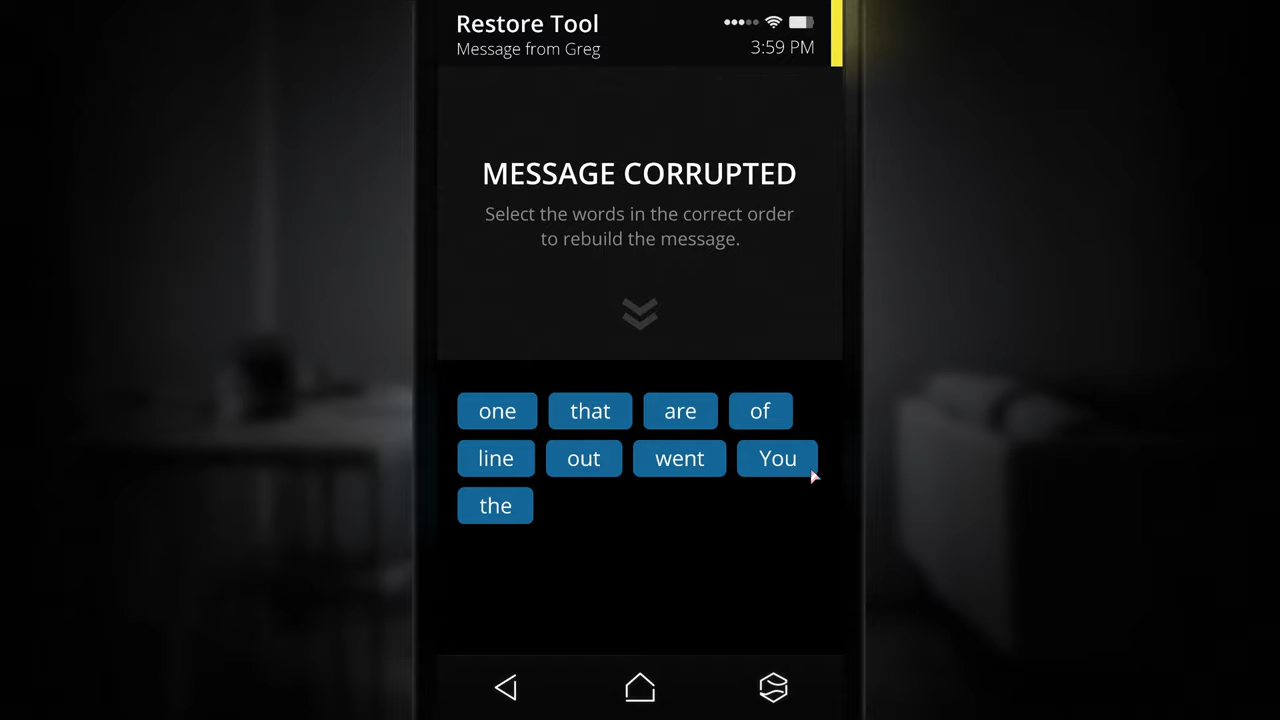 Restore Tool
Message from Greg
3:59 PM
MESSAGE CORRUPTED
Select the words in the correct order
to rebuild the message.
one that are of
line out went You
the